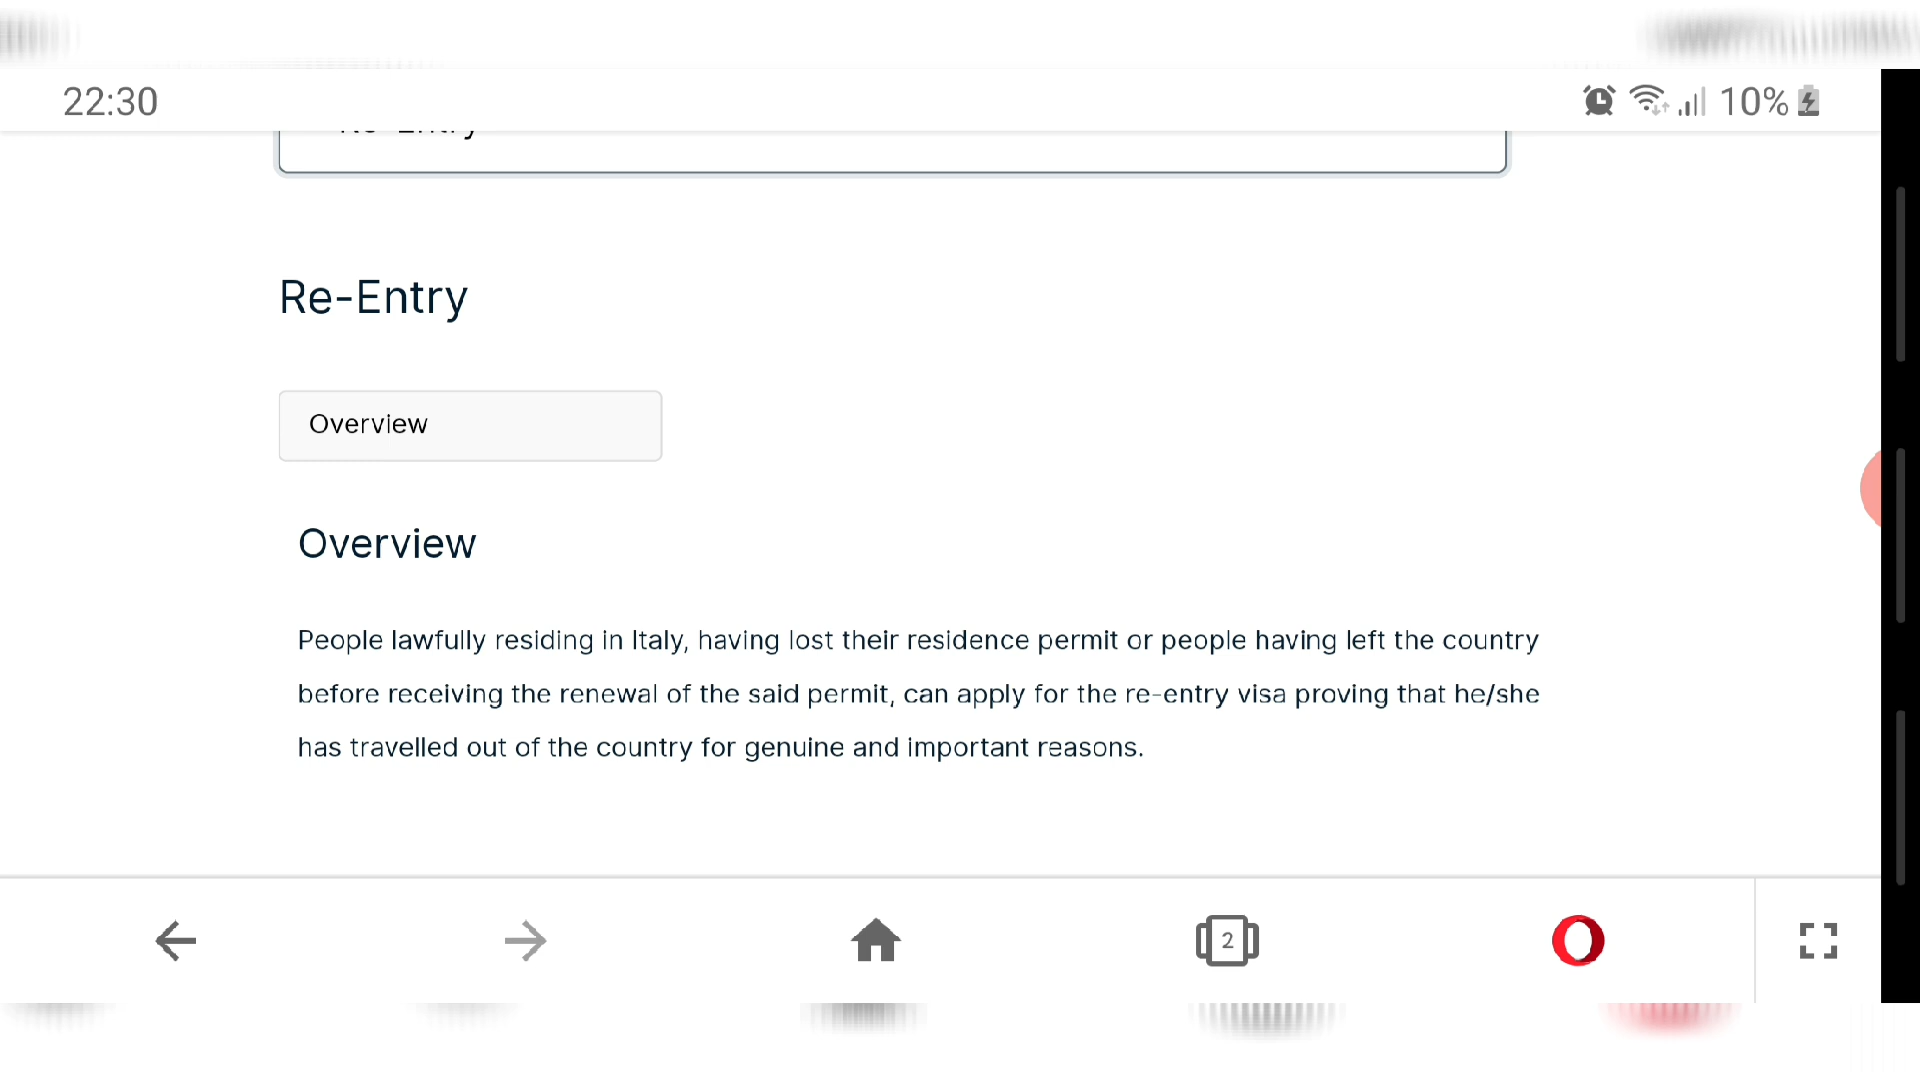 22:30
10%
Re-Entry
Re-Entry
Overview
Overview
People lawfully residing in Italy, having lost their residence permit or people having left the country
before receiving the renewal of the said permit, can apply for the re-entry visa proving that he/she
has travelled out of the country for genuine and important reasons.
2